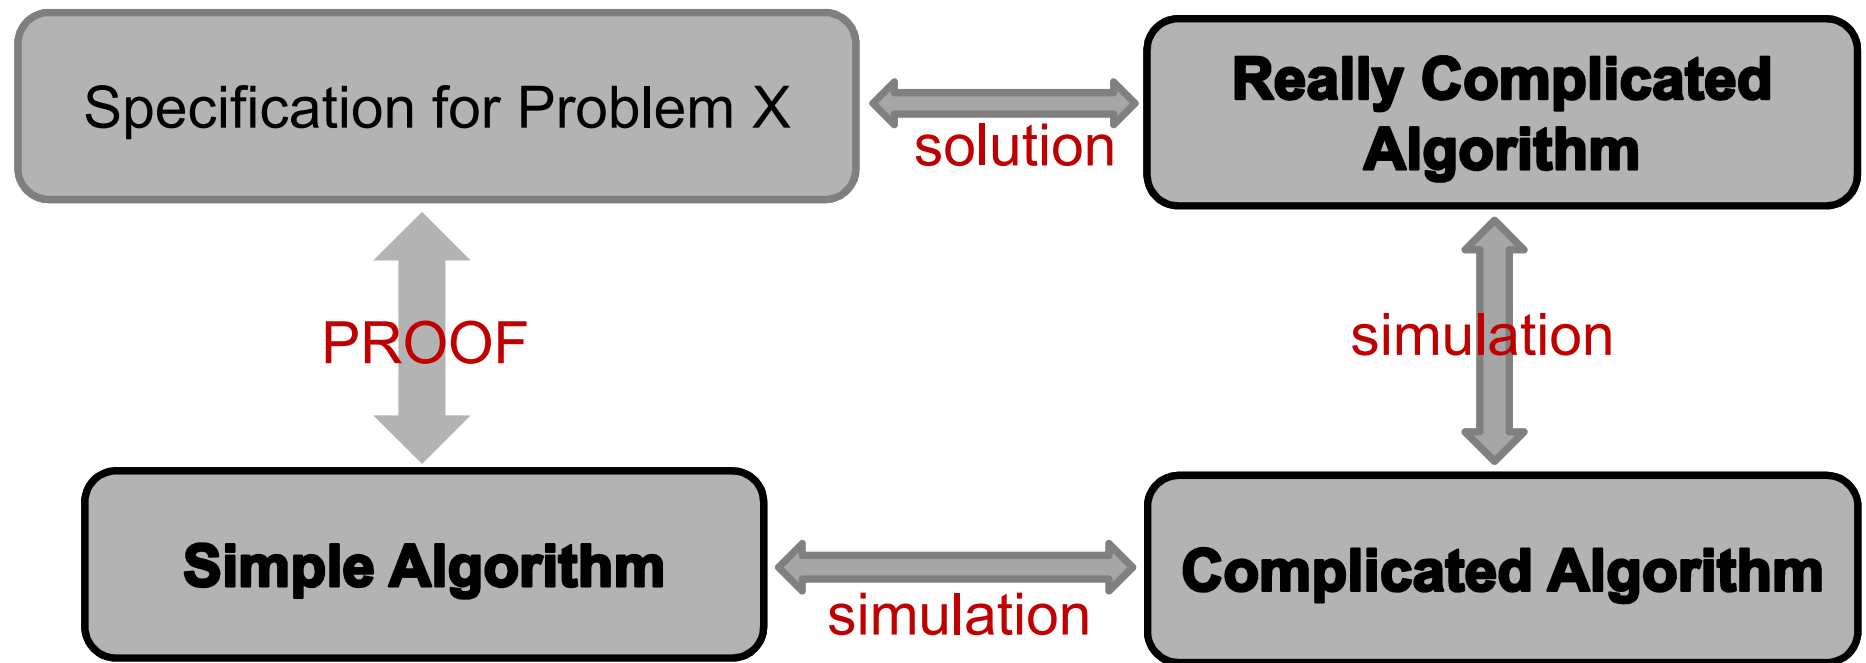 Specification for Problem X
solution
Really Complicated
Algorithm
PROOF
simulation
Simple Algorithm
simulation
Complicated Algorithm